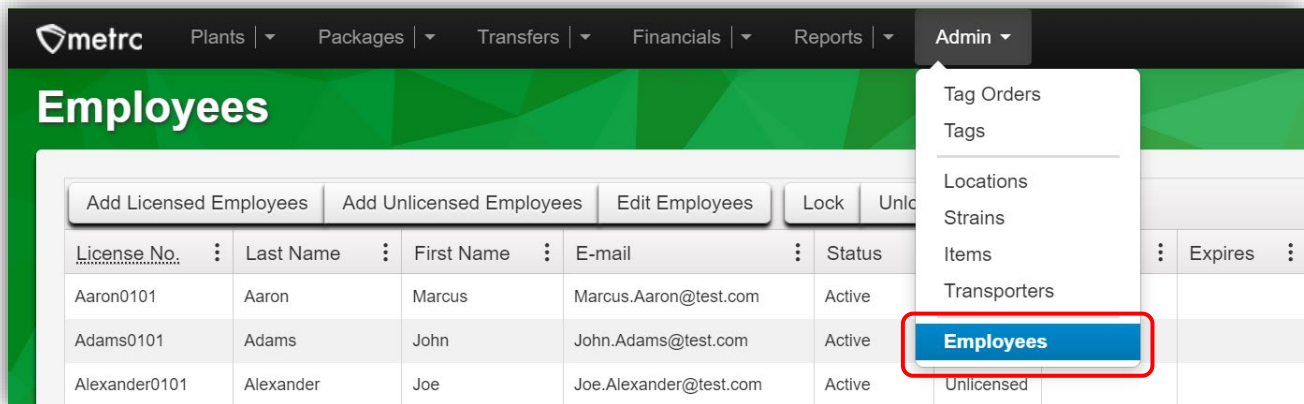 metrc Plants Packages Transfers Financials Reports Admin
Employees
Tag Orders
Tags
Locations
Strains
Items
Transporters
Employees
Add Licensed Employees Add Unlicensed Employees Edit Employees Lock Unlo
License No. Last Name First Name E-mail Status Expires
Aaron0101 Aaron Marcus Marcus.Aaron@test.com Active
Adams0101 Adams John John.Adams@test.com Active
Alexander0101 Alexander Joe Joe.Alexander@test.com Active Unlicensed